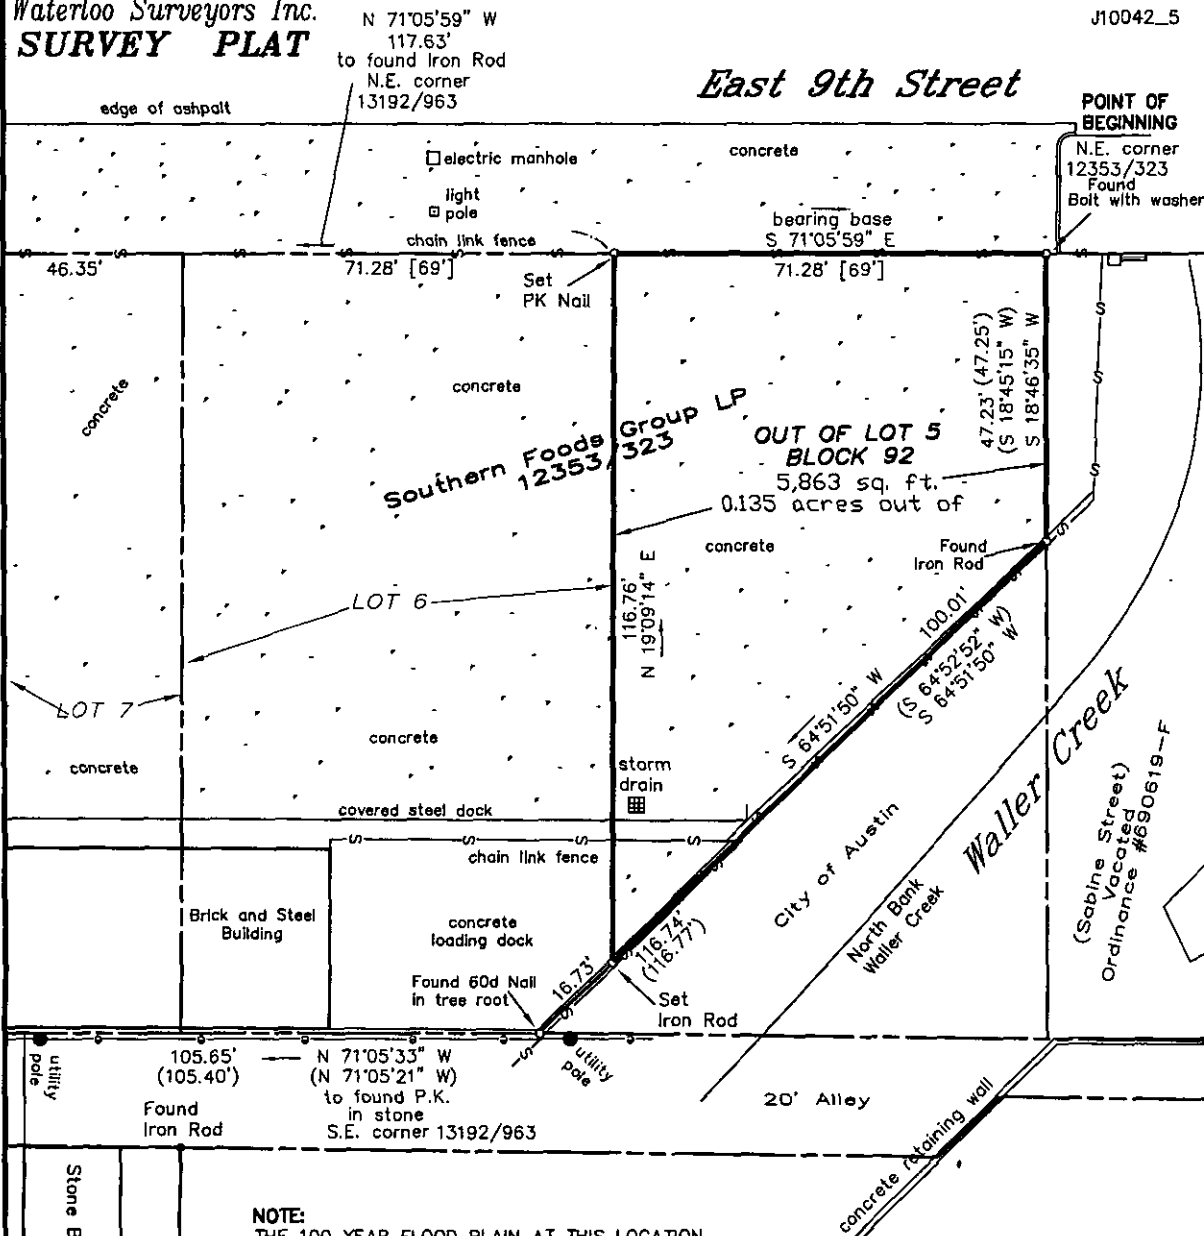 Waterloo Surveyors Inc.
SURVEY PLAT
N 71°05'59" W
117.63'
to found Iron Rod
N.E. corner
13192/963
J10042_5
East 9th Street
edge of ashpalt
POINT OF
BEGINNING
N.E. corner
12353/323
Found
Bolt with washer
electric manhole
concrete
light
pole
bearing base
S 71°05'59" E
chain link fence
46.35'
71.28' [69']
71.28' [69']
Set
PK Nail
47.23' (47.25')
(S 18°45'15" W)
S 18°46'35" W
concrete
concrete
Southern Foods Group LP
12353/323
OUT OF LOT 5
BLOCK 92
5,863 sq. ft.
0.135 acres out of
concrete
Found
Iron Rod
116.76'
N 19°09'14" E
LOT 6
100.01'
(S 64°52'52" W)
S 64°51'50" W
S 64°51'50" W
LOT 7
concrete
concrete
storm
drain
covered steel dock
chain link fence
Waller Creek
City of Austin
North Bank
Waller Creek
(Sabine Street)
Vacated
Ordinance #690619-F
Brick and Steel
Building
concrete
loading dock
116.74'
(116.77')
16.73'
Found 60d Nail
in tree root
Set
Iron Rod
utility
pole
utility
pole
105.65'
(105.40')
N 71°05'33" W
(N 71°05'21" W)
to found P.K.
in stone
S.E. corner 13192/963
Found
Iron Rod
20' Alley
concrete retaining wall
Stone B
NOTE:
THE 100 YEAR FLOOD PLAIN AT THIS LOCATION